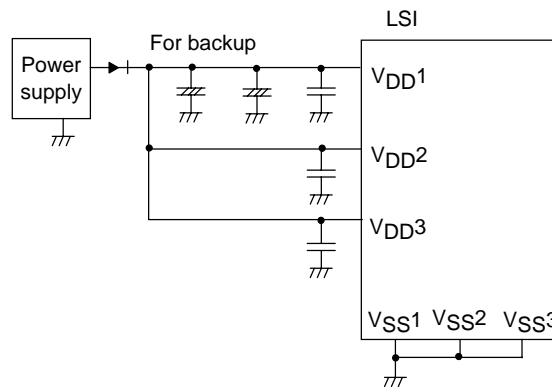 LSI
For backup
Power
supply
VDD1
VDD2
VDD3
VSS1 VSS2 VSS3